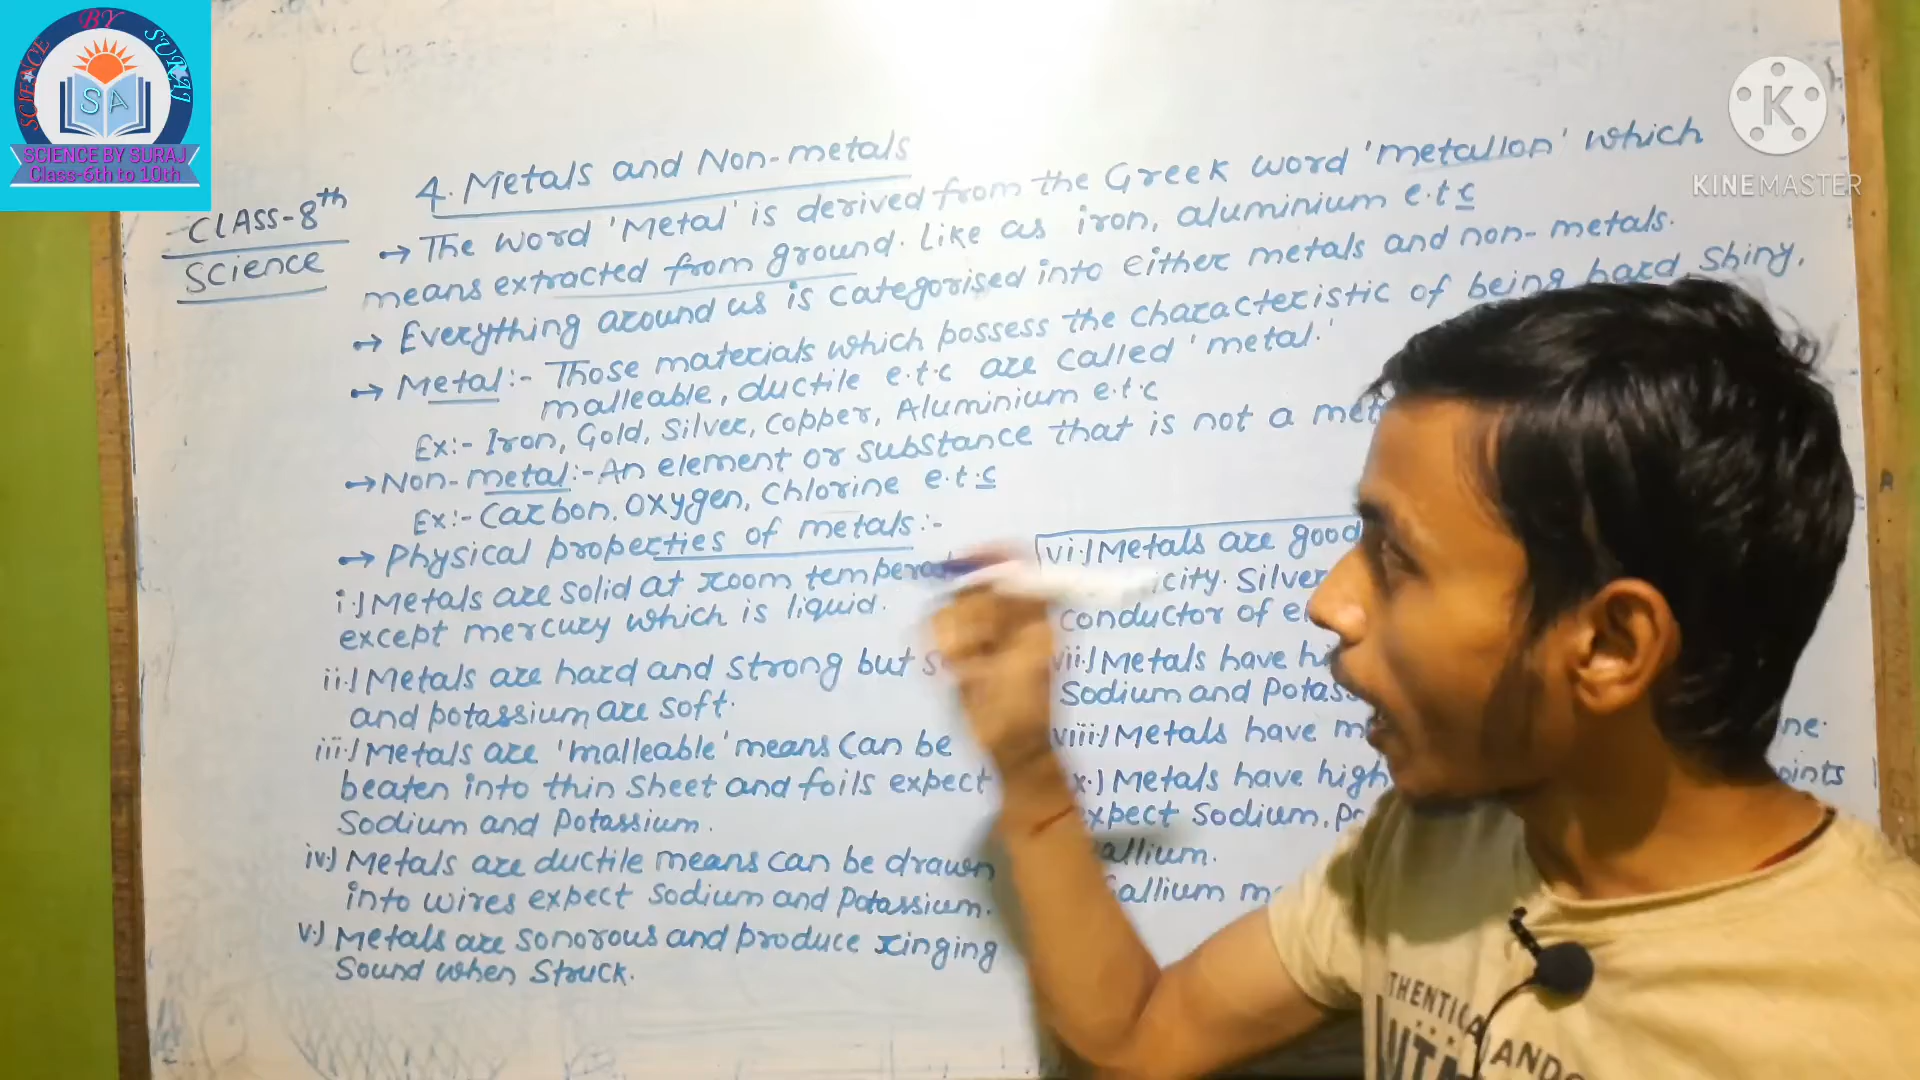 SCIENCE BY SURAJ
SA
SCIENCE BY SURAJ
Class-6th to 10th
KINEMASTER
CLASS-8th
Science
4. Metals and Non-metals
→ The word 'Metal' is derived from the Greek word 'metallon' which
means extracted from ground. Like as iron, aluminium e.t.c
→ Everything around us is categorised into either metals and non-metals.
→ Metal:- Those materials which possess the characteristic of being hard shiny.
malleable, ductile e.t.c are called 'metal.'
Ex:- Iron, Gold, Silver, Copper, Aluminium e.t.c
→ Non-metal:- An element or substance that is not a
Ex:- Carbon. Oxygen, Chlorine e.t.c
→ Physical properties of metals:-
i.) Metals are solid at room
except mercury which is liquid.
ii.) Metals are hard and strong but
and potassium are soft.
iii.) Metals are 'malleable' means can be
beaten into thin sheet and foils expect
Sodium and Potassium.
iv.) Metals are ductile means can be drawn
into wires expect Sodium and Potassium.
v.) Metals are sonorous and produce ringing
Sound when Struck.
vi.) Metals are good
Silver
conductor of
vii.) Metals have
Sodium and
viii.) Metals have
Metals have high
expect Sodium,
THENTIC
AND